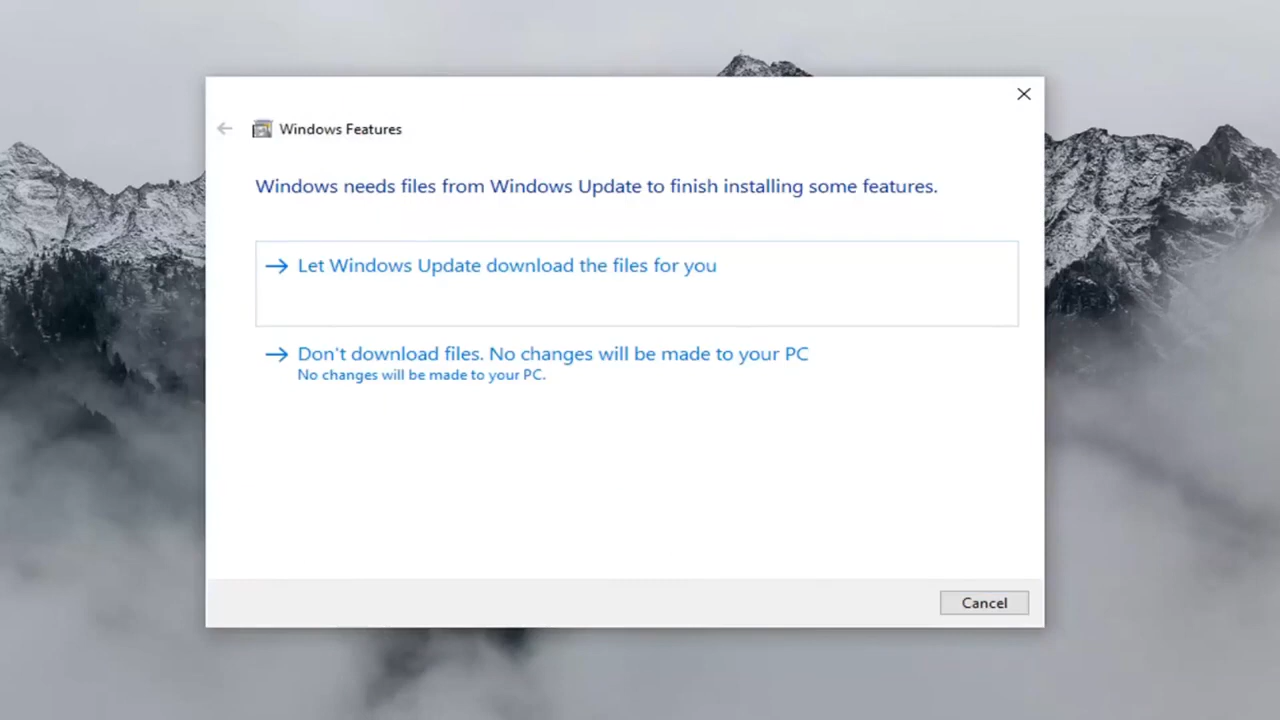 Windows Features
Windows needs files from Windows Update to finish installing some features.
Let Windows Update download the files for you
Don't download files. No changes will be made to your PC
No changes will be made to your PC.
Cancel